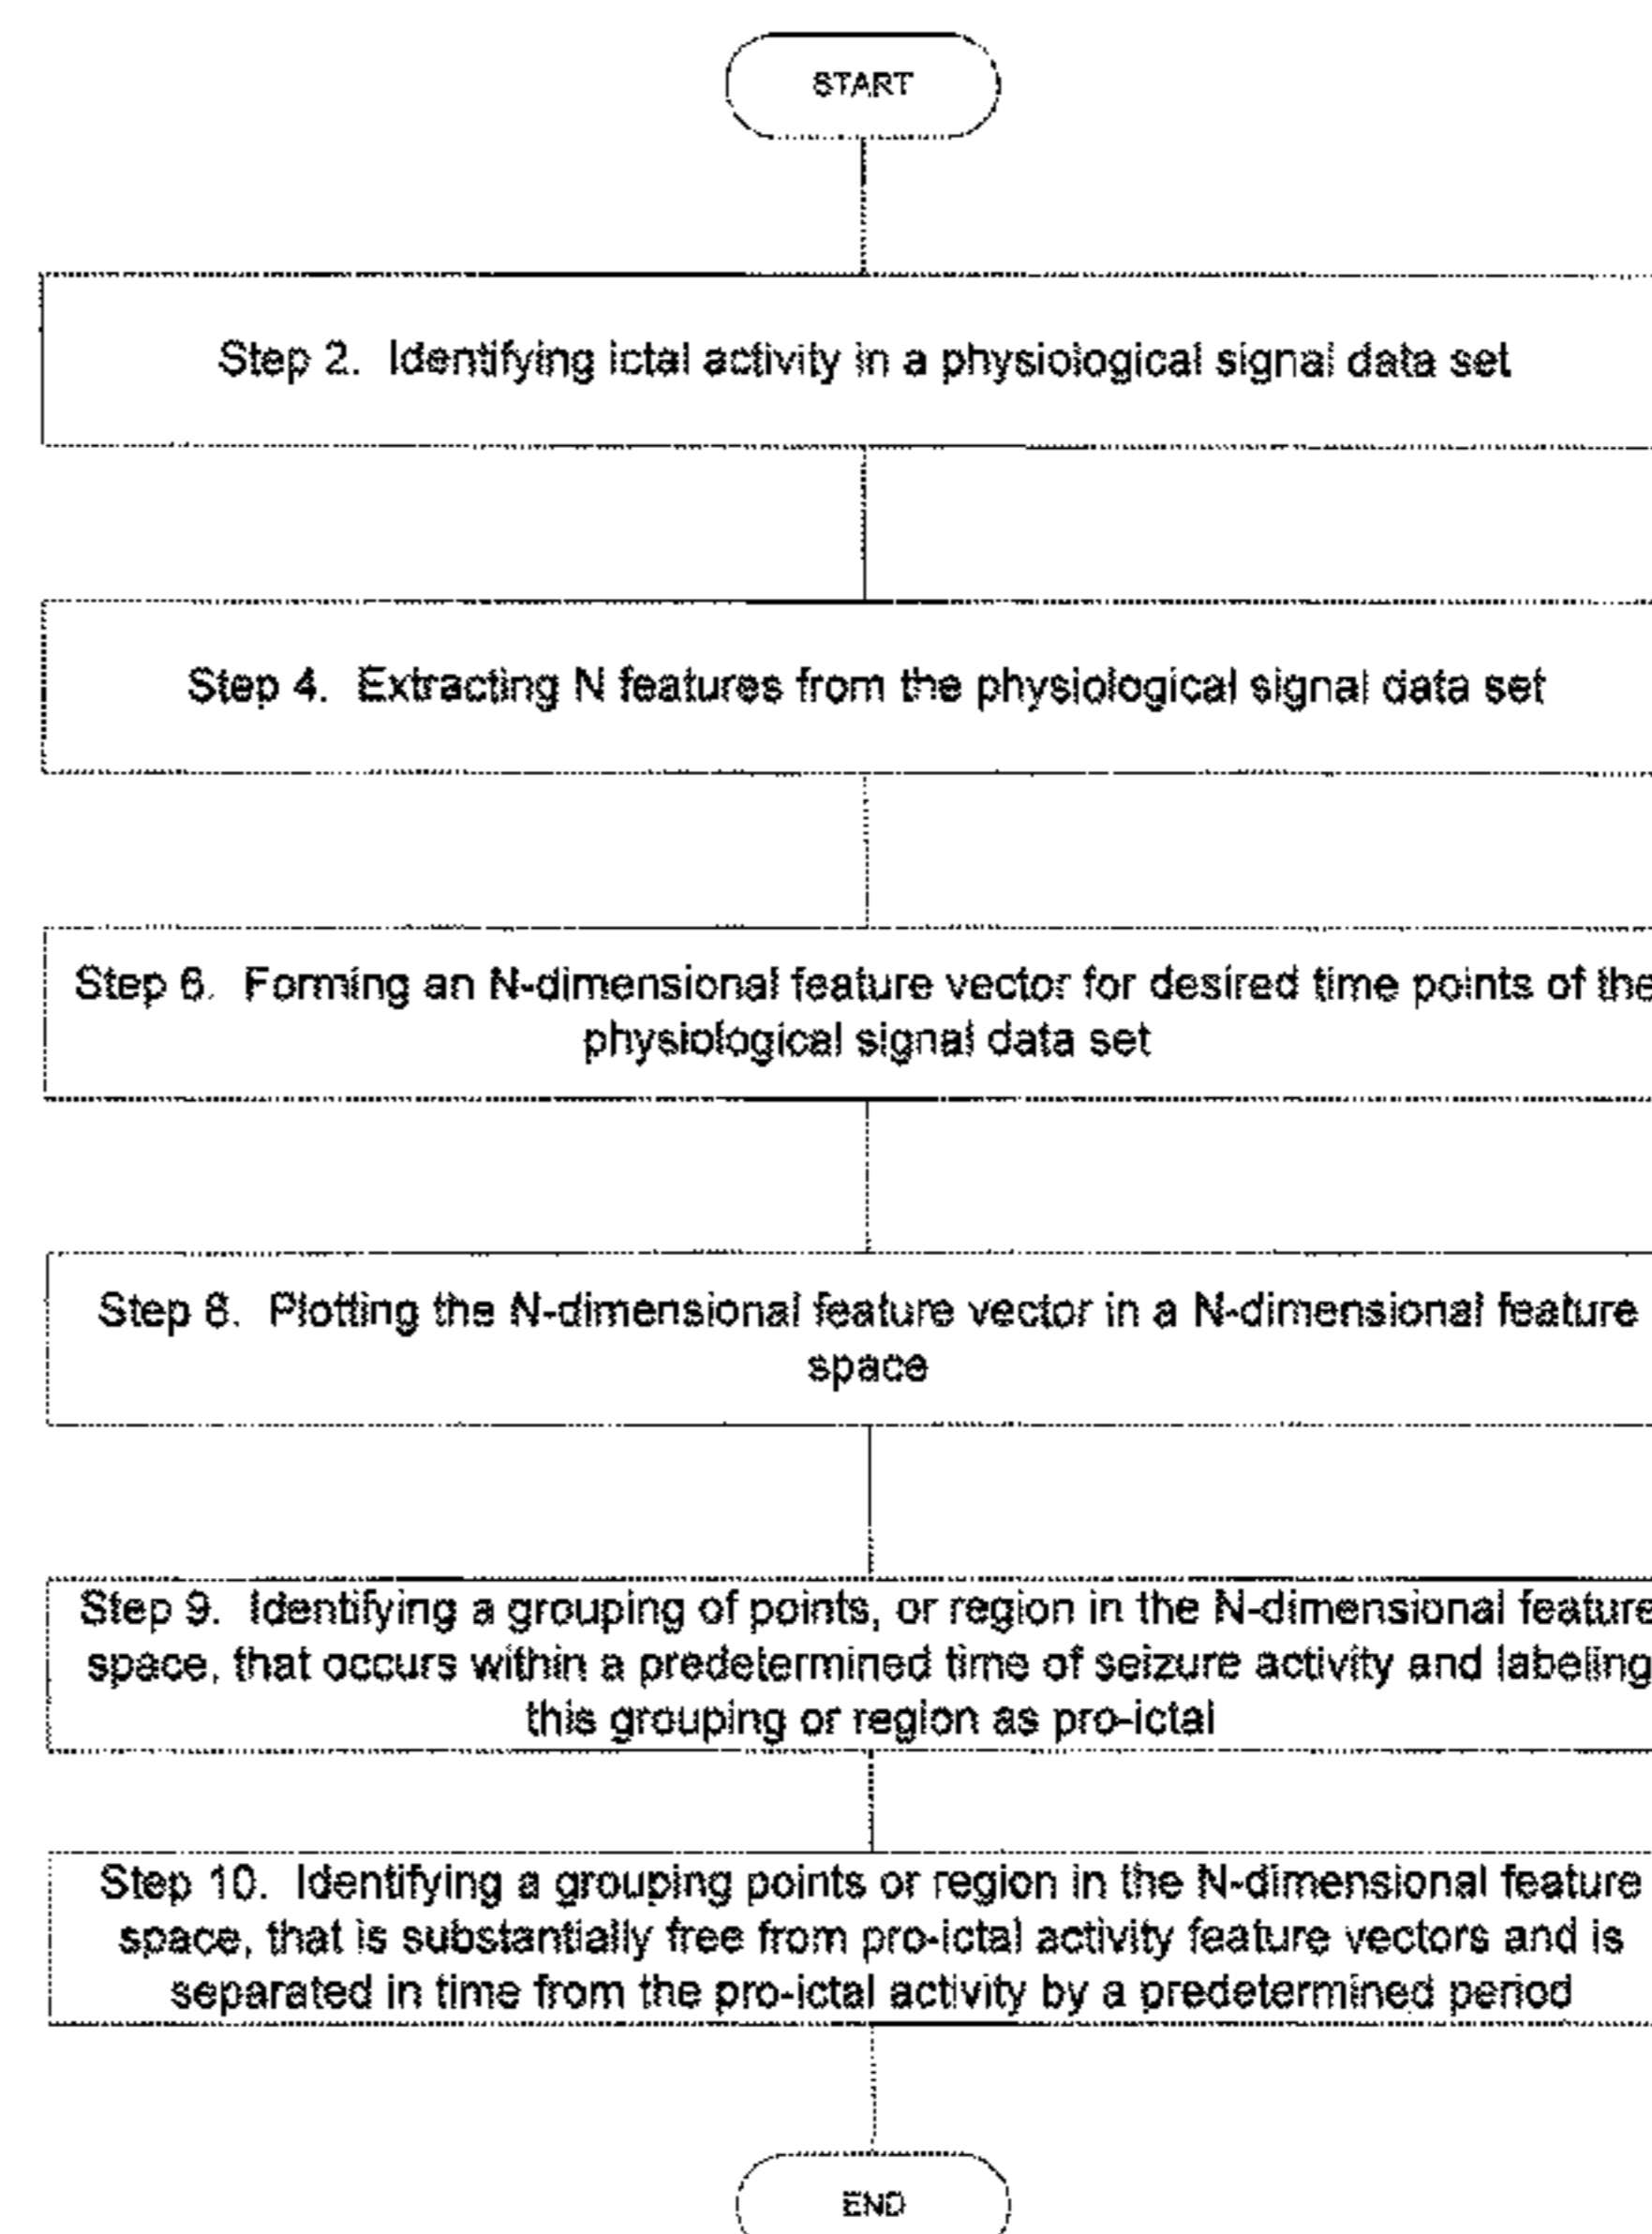 START
Step 2. Identifying ictal activity in a physiological signal data set
Step 4. Extracting N features from the physiological signal data set
Step 6. Forming an N-dimensional feature vector for desired time points of the
physiological signal data set
Step 8. Plotting the N-dimensional feature vector in a N-dimensional feature
space
Step 9. Identifying a grouping of points, or region in the N-dimensional feature
space, that occurs within a predetermined time of seizure activity and labeling
this grouping or region as pro-ictal
Step 10. Identifying a grouping points or region in the N-dimensional feature
space, that is substantially free from pro-ictal activity feature vectors and is
separated in time from the pro-ictal activity by a predetermined period
END